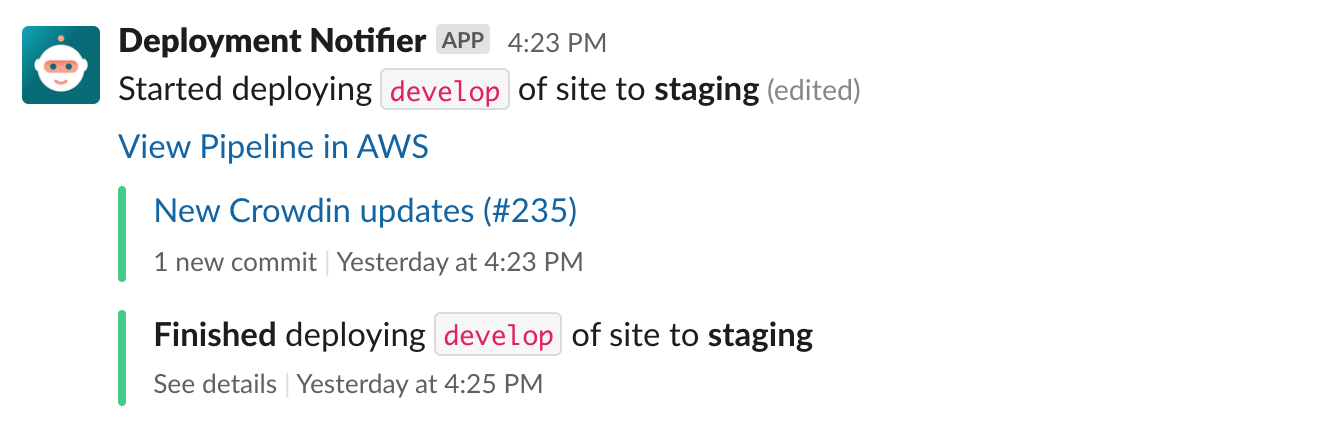 Deployment Notifier APP 4:23 PM
Started deploying develop of site to staging (edited)
View Pipeline in AWS
New Crowdin updates (#235)
1 new commit | Yesterday at 4:23 PM
Finished deploying develop of site to staging
See details | Yesterday at 4:25 PM